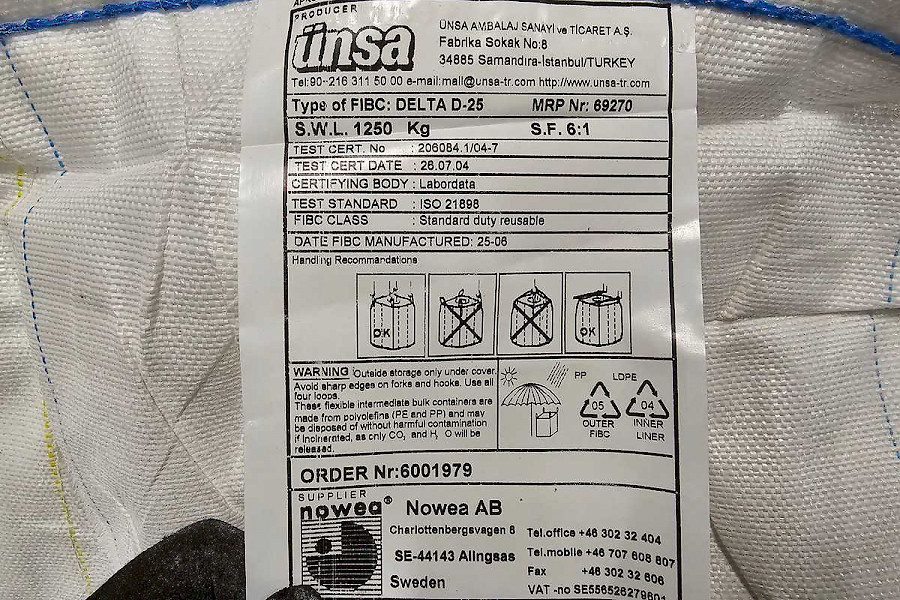 PRODUCER
ünsa
ÜNSA AMBALAJ SANAYİ ve TİCARET A.Ş.
Fabrika Sokak No:8
34885 Samandıra-İstanbul/TURKEY
Tel:90-216 311 50 00 e-mail:mail@unsa-tr.com http://www.unsa-tr.com
Type of FIBC: DELTA D-25 MRP Nr: 69270
S.W.L. 1250 Kg S.F. 6:1
TEST CERT. No : 206084.1/04-7
TEST CERT DATE : 26.07.04
CERTIFYING BODY : Labordata
TEST STANDARD : ISO 21898
FIBC CLASS : Standard duty reusable
DATE FIBC MANUFACTURED: 25-06
Handling Recommandations
OK OK
WARNING Outside storage only under cover.
Avoid sharp edges on forks and hooks. Use all
four loops.
These flexible intermediate bulk containers are
made from polyolefins (PE and PP) and may
be disposed of without harmful contamination
if incinerated, as only CO, and H, O will be
released.
PP LDPE
05 04
OUTER INNER
FIBC LINER
ORDER Nr:6001979
SUPPLIER
nowea®
Nowea AB
Charlottenbergsvagen 8 Tel.office +46 302 32 404
SE-44143 Alingsas Tel.mobile +46 707 608 807
Fax +46 302 32 606
Sweden
VAT -no SE556526279801